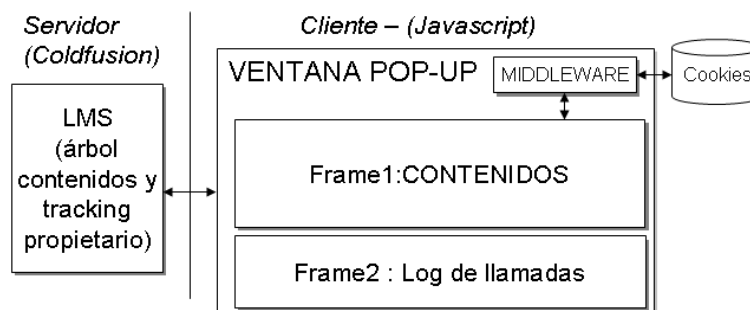 Servidor
(Coldfusion)
Cliente – (Javascript)
VENTANA POP-UP
MIDDLEWARE
Cookies
LMS
(árbol
contenidos y
tracking
propietario)
Frame1:CONTENIDOS
Frame2 : Log de llamadas